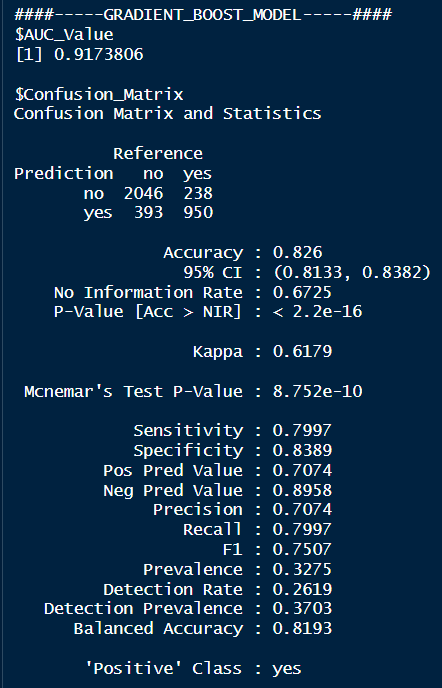 ####-----GRADIENT_BOOST_MODEL-----####
$AUC_Value
[1] 0.9173806
$Confusion_Matrix
Confusion Matrix and Statistics
Reference
Prediction no yes
no 2046 238
yes 393 950
Accuracy : 0.826
95% CI : (0.8133, 0.8382)
No Information Rate : 0.6725
P-Value [Acc > NIR] : < 2.2e-16
Kappa : 0.6179
Mcnemar's Test P-Value : 8.752e-10
Sensitivity : 0.7997
Specificity : 0.8389
Pos Pred Value : 0.7074
Neg Pred Value : 0.8958
Precision : 0.7074
Recall : 0.7997
F1 : 0.7507
Prevalence : 0.3275
Detection Rate : 0.2619
Detection Prevalence : 0.3703
Balanced Accuracy : 0.8193
'Positive' Class : yes